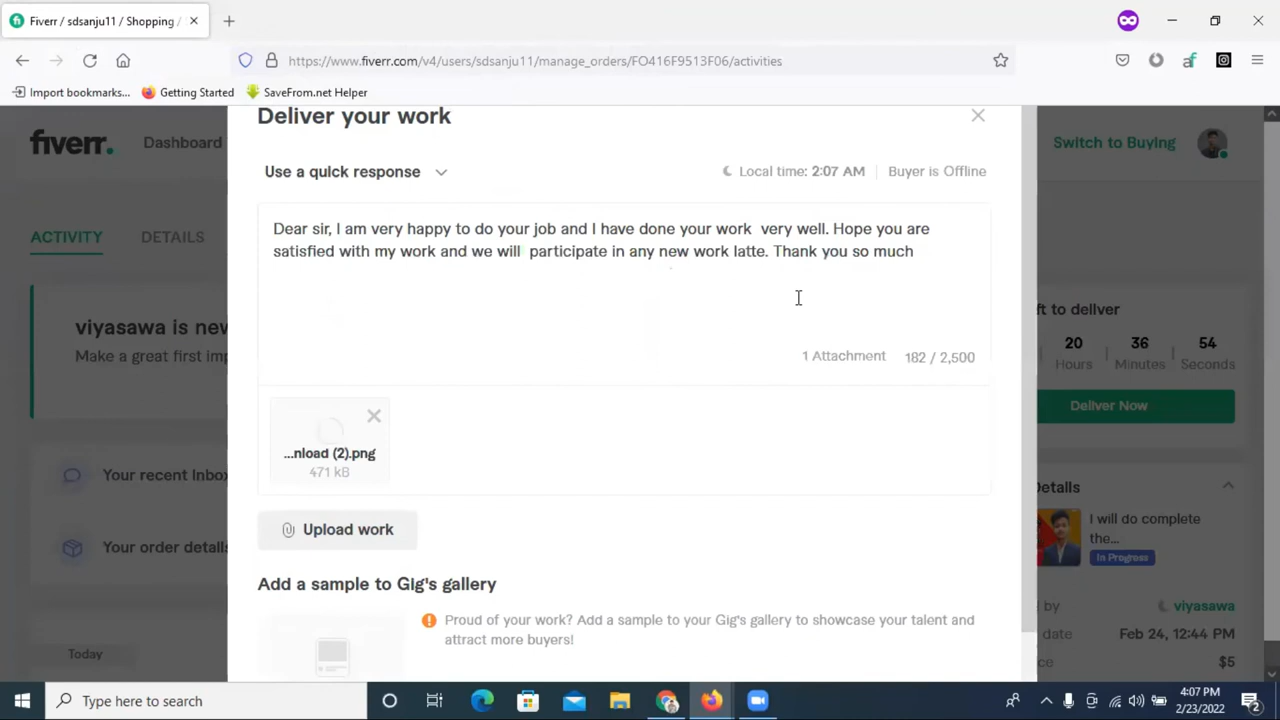 Fiverr / sdsanju11 / Shopping /
https://www.fiverr.com/v4/users/sdsanju11/manage_orders/FO416F9513F06/activities
Import bookmarks... Getting Started SaveFrom.net Helper
fiverr. Dashboard Switch to Buying
Deliver your work
Use a quick response Local time: 2:07 AM Buyer is Offline
Dear sir, I am very happy to do your job and I have done your work very well. Hope you are
satisfied with my work and we will participate in any new work latte. Thank you so much
1 Attachment 182 / 2,500
...nload (2).png
471 kB
Upload work
Add a sample to Gig's gallery
Proud of your work? Add a sample to your Gig's gallery to showcase your talent and
attract more buyers!
ACTIVITY DETAILS
viyasawa is new
Make a great first imp
Your recent Inbo
Your order details
Today
ft to deliver
20 36 54
Hours Minutes Seconds
Deliver Now
Details
I will do complete
the...
In Progress
d by viyasawa
date Feb 24, 12:44 PM
ice $5
Type here to search
4:07 PM
2/23/2022
2